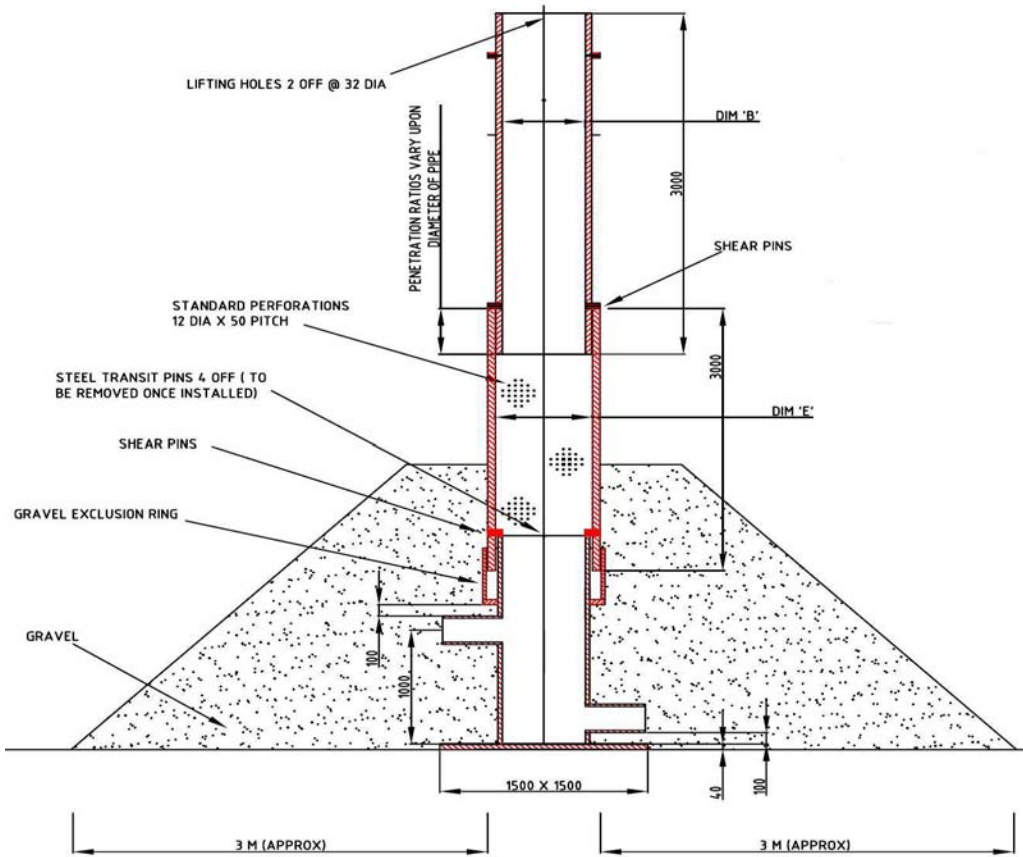 LIFTING HOLES 2 OFF @ 32 DIA
DIM 'B'
PENETRATION RATIOS VARY UPON
DIAMETER OF PIPE
3000
SHEAR PINS
STANDARD PERFORATIONS
12 DIA X 50 PITCH
3000
STEEL TRANSIT PINS 4 OFF ( TO
BE REMOVED ONCE INSTALLED)
DIM 'E'
SHEAR PINS
GRAVEL EXCLUSION RING
GRAVEL
100
1000
1500 X 1500
40
100
3 M (APPROX)
3 M (APPROX)